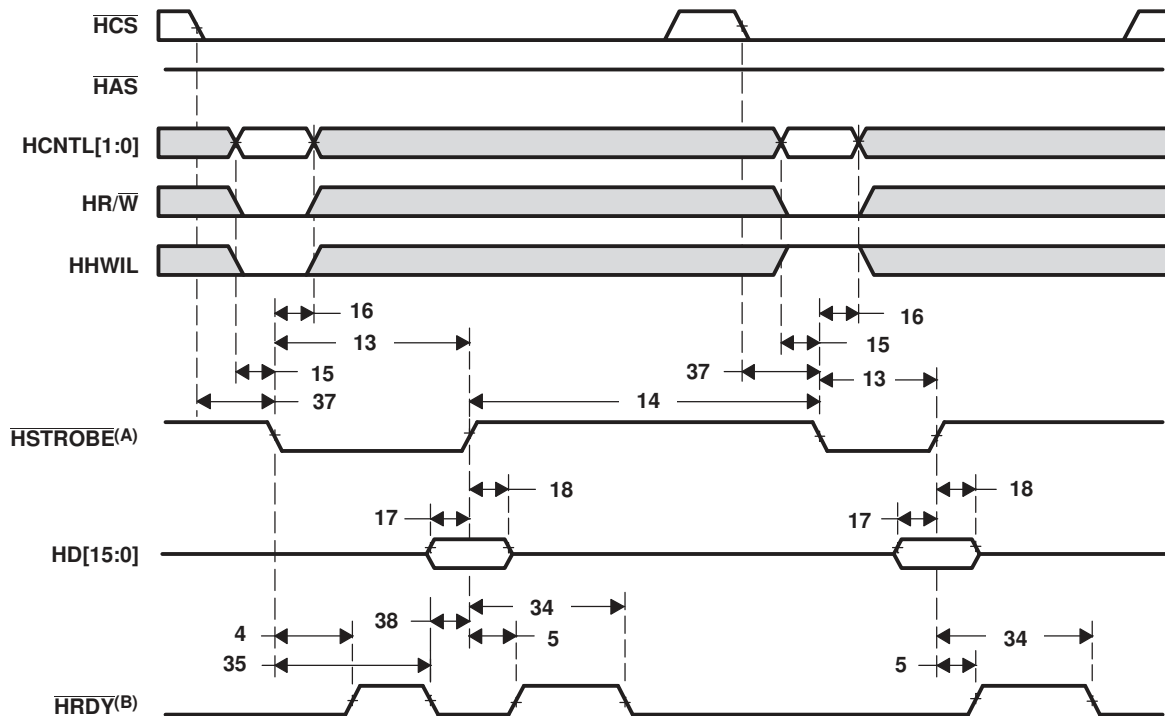 HCS
HAS
HCNTL[1:0]
HR/W
HHWIL
16
16
13
15
15
37
13
37
14
HSTROBE(A)
18
18
17
17
HD[15:0]
34
38
34
4
5
35
5
HRDY(B)